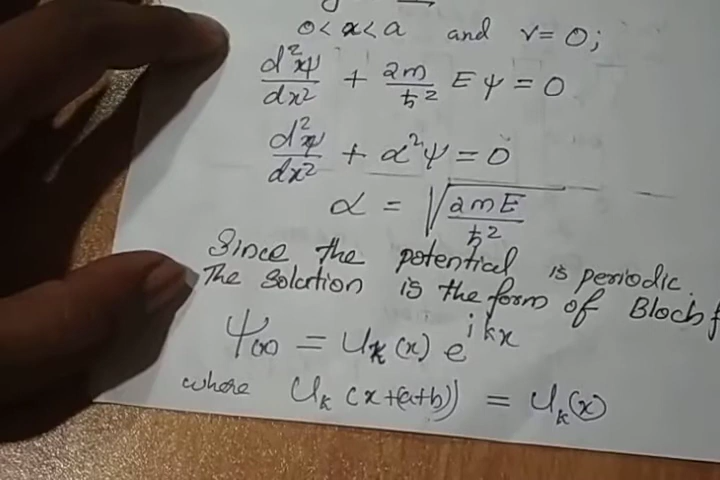 0 < x < a and v = 0;
d²ψ/dx² + 2m/ħ² E ψ = 0
d²ψ/dx² + α²ψ = 0
α = √(2mE/ħ²)
Since the potential is periodic.
The solution is the form of Bloch f
ψ(x) = u_k (x) e^{ikx}
where u_k (x+(a+b)) = u_k(x)